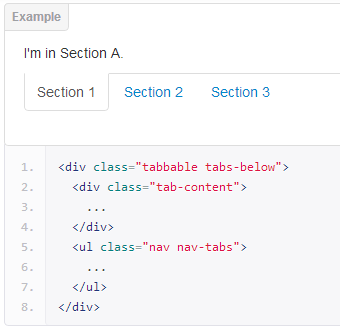 Example
I'm in Section A.
Section 1 Section 2 Section 3
1. <div class="tabbable tabs-below">
2.   <div class="tab-content">
3.     ...
4.   </div>
5.   <ul class="nav nav-tabs">
6.     ...
7.   </ul>
8. </div>